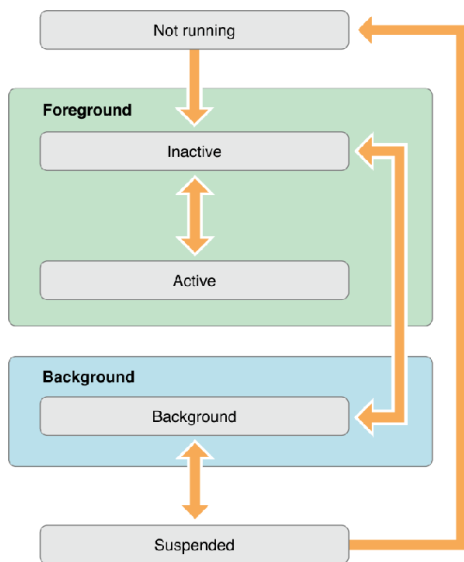 Not running
Foreground
Inactive
Active
Background
Background
Suspended